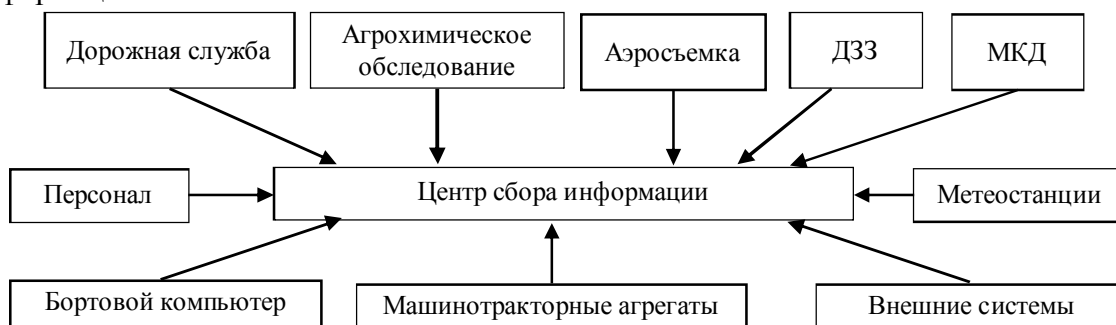 Дорожная служба
Агрохимическое
обследование
Аэросъемка
ДЗЗ
МКД
Персонал
Центр сбора информации
Метеостанции
Бортовой компьютер
Машинотракторные агрегаты
Внешние системы